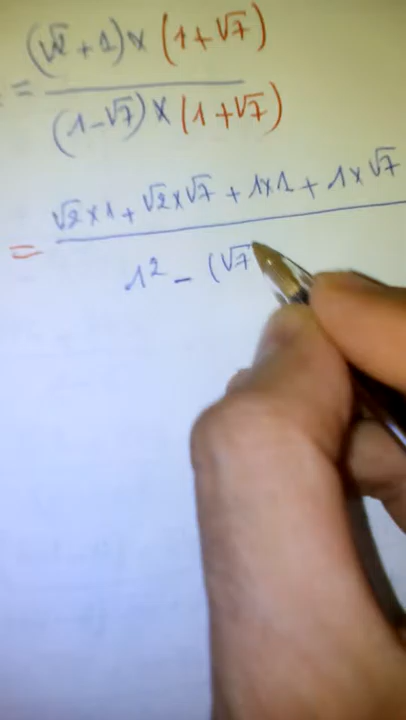 = (√2 + 1) × (1 + √7)
(1 - √7) × (1 + √7)
= √2 × 1 + √2 × √7 + 1 × 1 + 1 × √7
1² - (√7